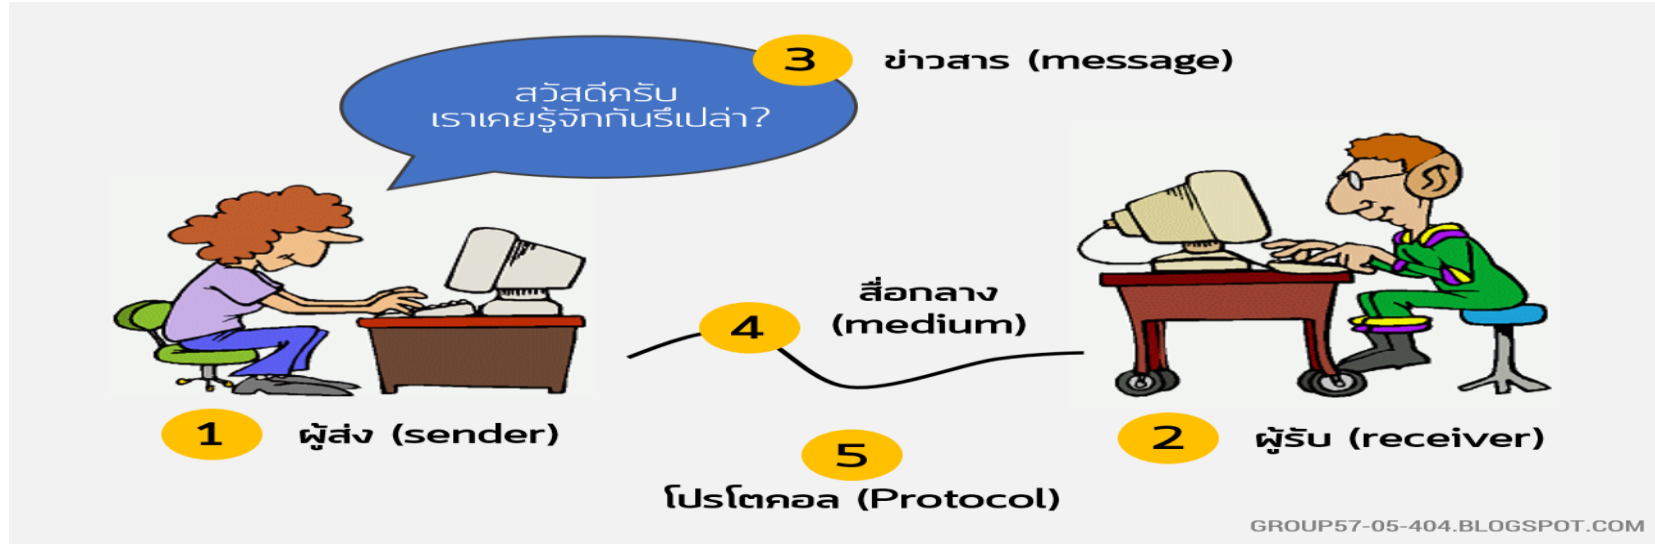 3 ข่าวสาร (message)
สวัสดีครับ
เราเคยรู้จักกันรึเปล่า?
4 สื่อกลาง
(medium)
1 ผู้ส่ง (sender)
2 ผู้รับ (receiver)
5
โปรโตคอล (Protocol)
GROUP57-05-404.BLOGSPOT.COM